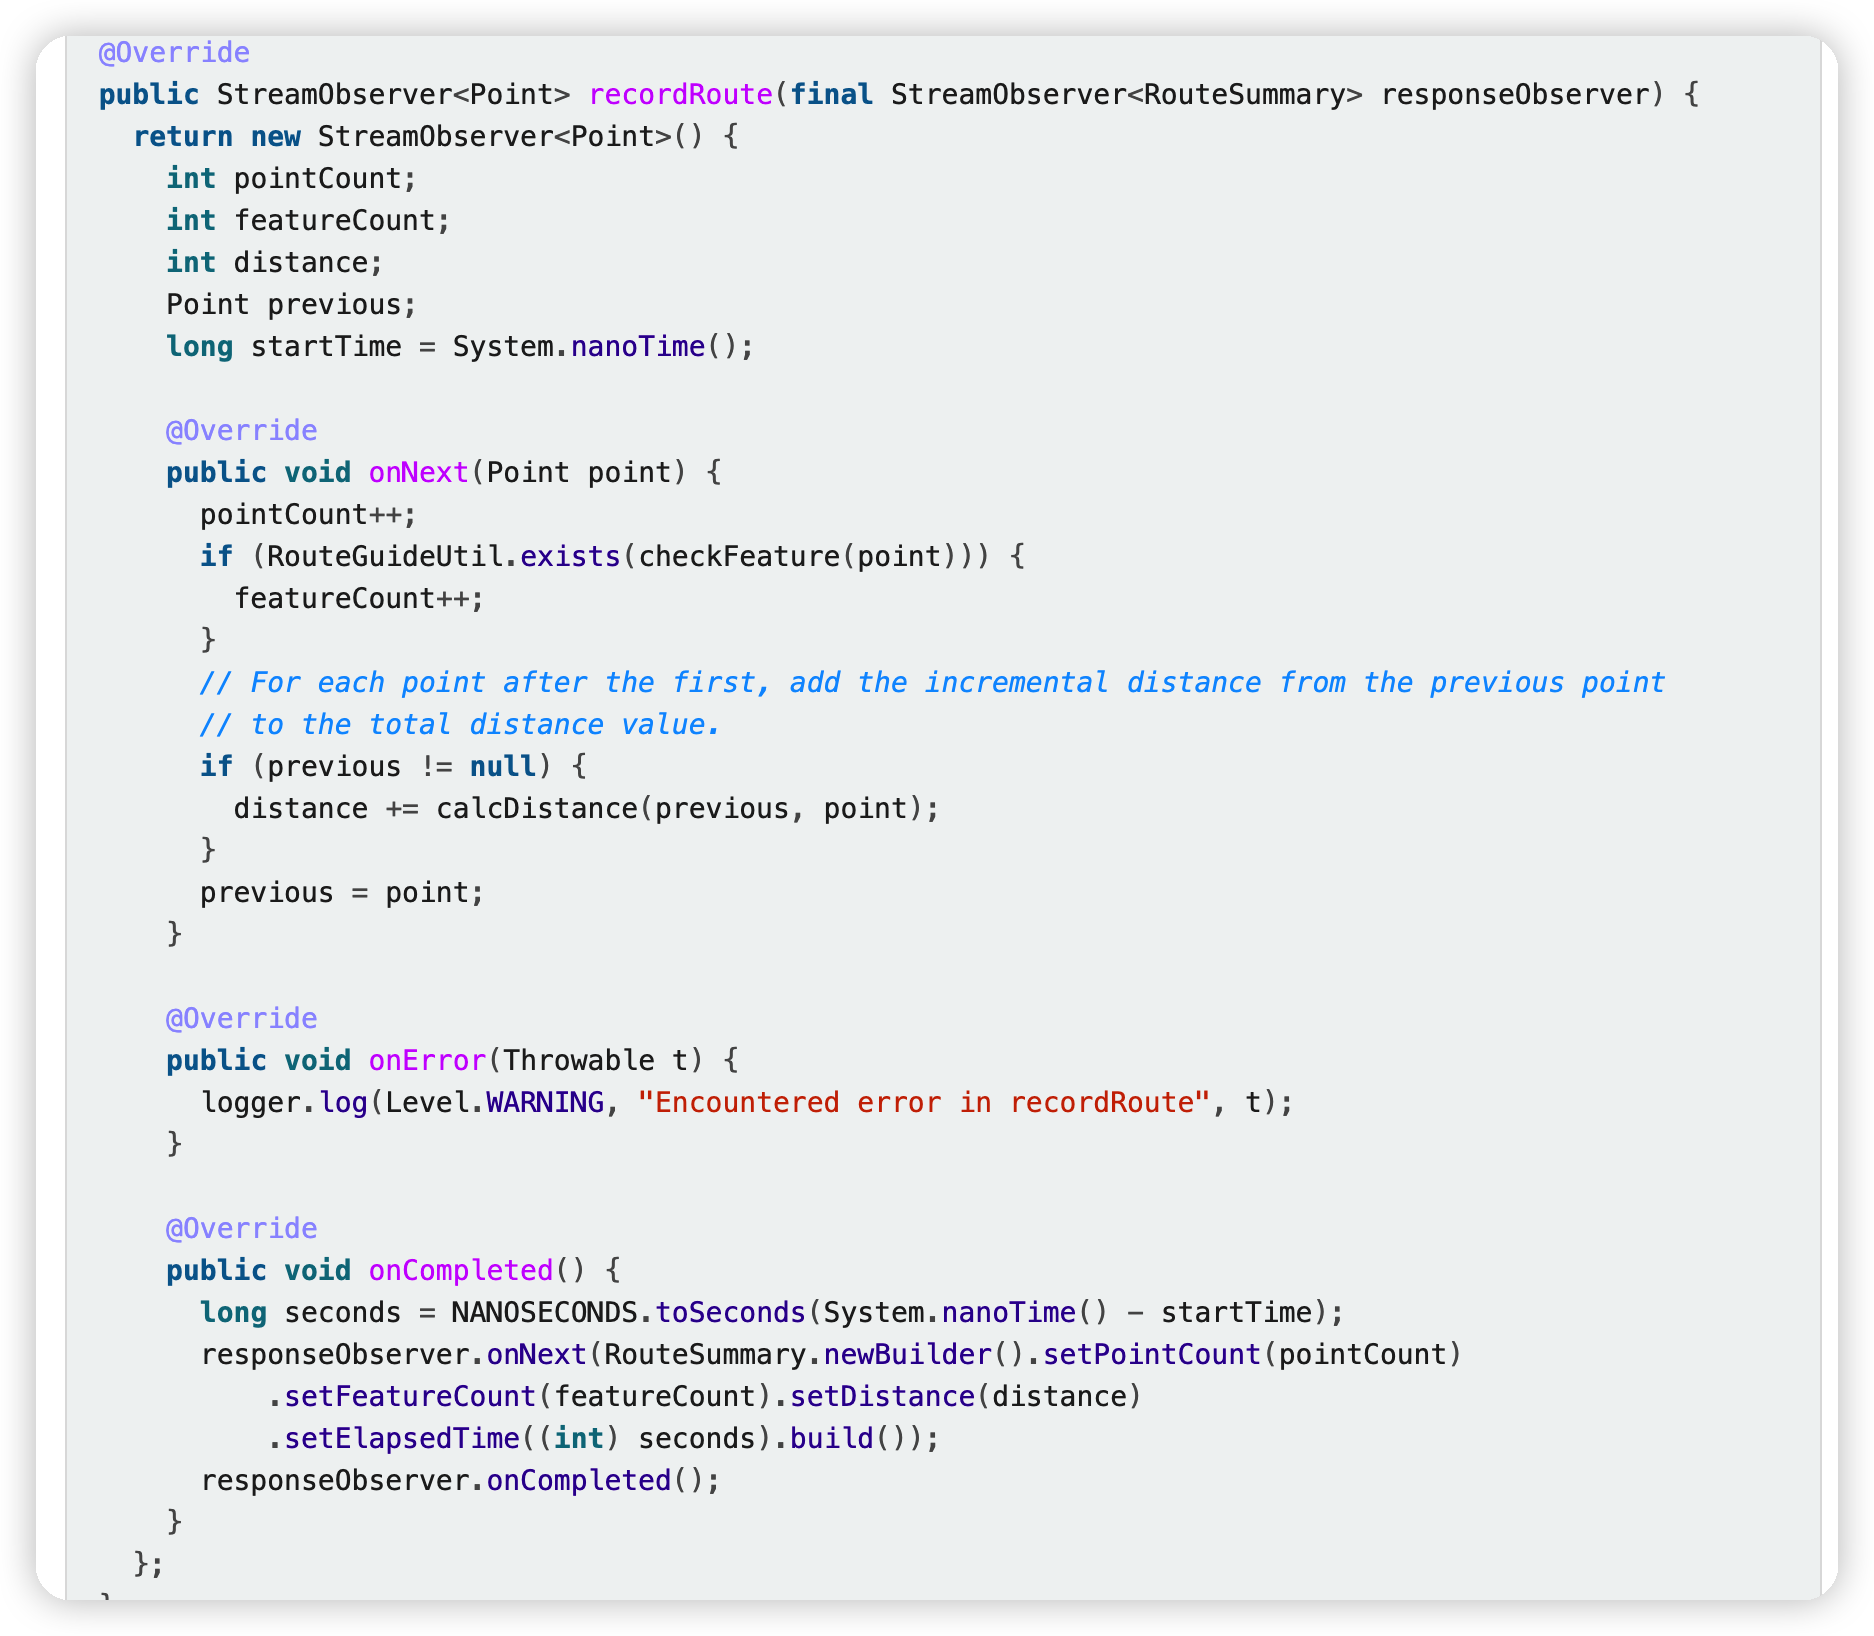 @Override
public StreamObserver<Point> recordRoute(final StreamObserver<RouteSummary> responseObserver) {
  return new StreamObserver<Point>() {
    int pointCount;
    int featureCount;
    int distance;
    Point previous;
    long startTime = System.nanoTime();

    @Override
    public void onNext(Point point) {
      pointCount++;
      if (RouteGuideUtil.exists(checkFeature(point))) {
        featureCount++;
      }
      // For each point after the first, add the incremental distance from the previous point
      // to the total distance value.
      if (previous != null) {
        distance += calcDistance(previous, point);
      }
      previous = point;
    }

    @Override
    public void onError(Throwable t) {
      logger.log(Level.WARNING, "Encountered error in recordRoute", t);
    }

    @Override
    public void onCompleted() {
      long seconds = NANOSECONDS.toSeconds(System.nanoTime() - startTime);
      responseObserver.onNext(RouteSummary.newBuilder().setPointCount(pointCount)
          .setFeatureCount(featureCount).setDistance(distance)
          .setElapsedTime((int) seconds).build());
      responseObserver.onCompleted();
    }
  };